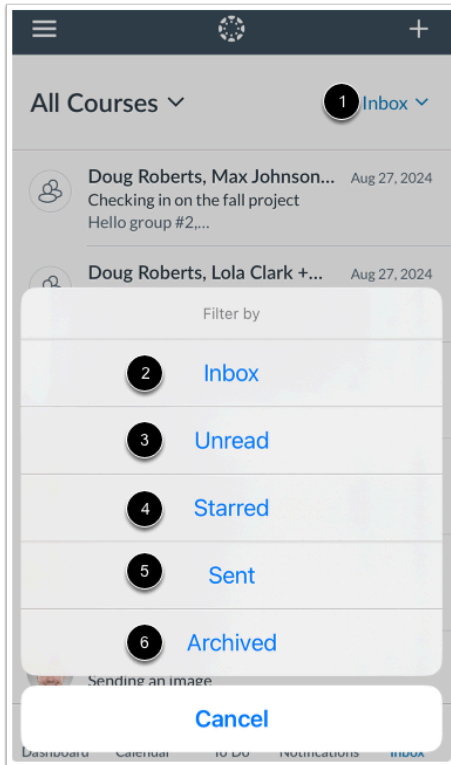 All Courses
1 Inbox
Doug Roberts, Max Johnson... Aug 27, 2024
Checking in on the fall project
Hello group #2,...
Doug Roberts, Lola Clark +... Aug 27, 2024
Filter by
2 Inbox
3 Unread
4 Starred
5 Sent
6 Archived
Sending an image
Cancel
Dashboard Calendar To Do Notifications Inbox